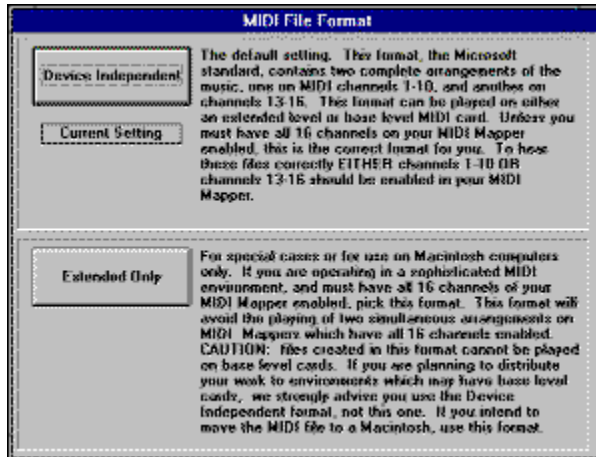 MIDI File Format
Device Independent
Current Setting
The default setting. This format, the Microsoft
standard, contains two complete arrangements of the
music, one on MIDI channels 1-10, and another on
channels 13-16. This format can be played on either
an extended level or base level MIDI card. Unless you
must have all 16 channels on your MIDI Mapper
enabled, this is the correct format for you. To hear
these files correctly EITHER channels 1-10 OR
channels 13-16 should be enabled in your MIDI
Mapper.
Extended Only
For special cases or for use on Macintosh computers
only. If you are operating in a sophisticated MIDI
environment, and must have all 16 channels of your
MIDI Mapper enabled, pick this format. This format will
avoid the playing of two simultaneous arrangements on
MIDI Mappers which have all 16 channels enabled.
CAUTION: files created in this format cannot be played
on base level cards. If you are planning to distribute
your work to environments which may have base level
cards, we strongly advise you use the Device
Independent format, not this one. If you intend to
move the MIDI file to a Macintosh, use this format.